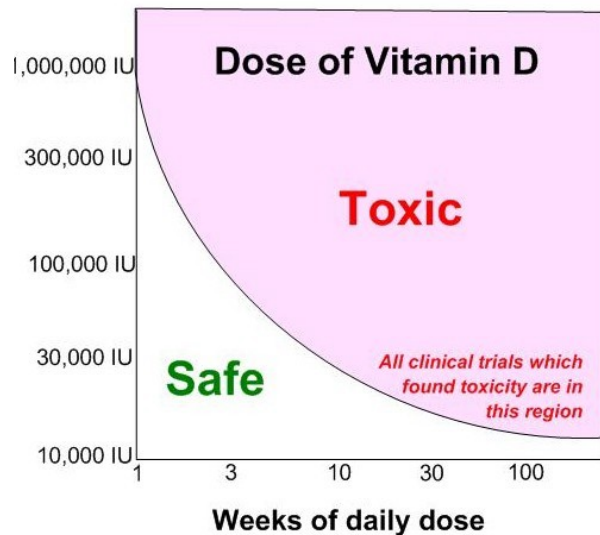 1,000,000 IU
Dose of Vitamin D
300,000 IU
Toxic
100,000 IU
30,000 IU
Safe
All clinical trials which
found toxicity are in
this region
10,000 IU
1 3 10 30 100
Weeks of daily dose